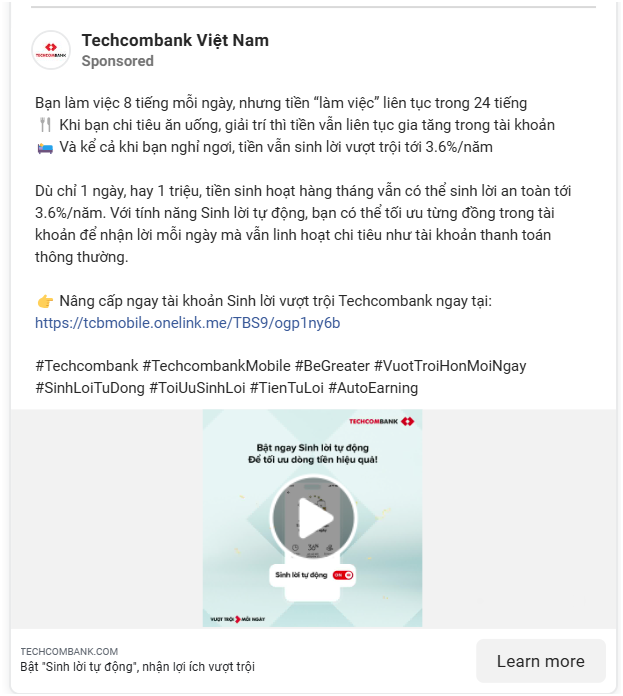 Techcombank Việt Nam
Sponsored
Bạn làm việc 8 tiếng mỗi ngày, nhưng tiền “làm việc” liên tục trong 24 tiếng
🍴 Khi bạn chi tiêu ăn uống, giải trí thì tiền vẫn liên tục gia tăng trong tài khoản
🛌 Và kể cả khi bạn nghỉ ngơi, tiền vẫn sinh lời vượt trội tới 3.6%/năm
Dù chỉ 1 ngày, hay 1 triệu, tiền sinh hoạt hàng tháng vẫn có thể sinh lời an toàn tới
3.6%/năm. Với tính năng Sinh lời tự động, bạn có thể tối ưu từng đồng trong tài
khoản để nhận lời mỗi ngày mà vẫn linh hoạt chi tiêu như tài khoản thanh toán
thông thường.
👉 Nâng cấp ngay tài khoản Sinh lời vượt trội Techcombank ngay tại:
https://tcbmobile.onelink.me/TBS9/ogp1ny6b
#Techcombank #TechcombankMobile #BeGreater #VuotTroiHonMoiNgay
#SinhLoiTuDong #ToiUuSinhLoi #TienTuLoi #AutoEarning
TECHCOMBANK
Bật ngay Sinh lời tự động
Để tối ưu dòng tiền hiệu quả!
Sinh lời tự động ON
VƯỢT TRỘI MỖI NGÀY
TECHCOMBANK.COM
Bật "Sinh lời tự động", nhận lợi ích vượt trội
Learn more